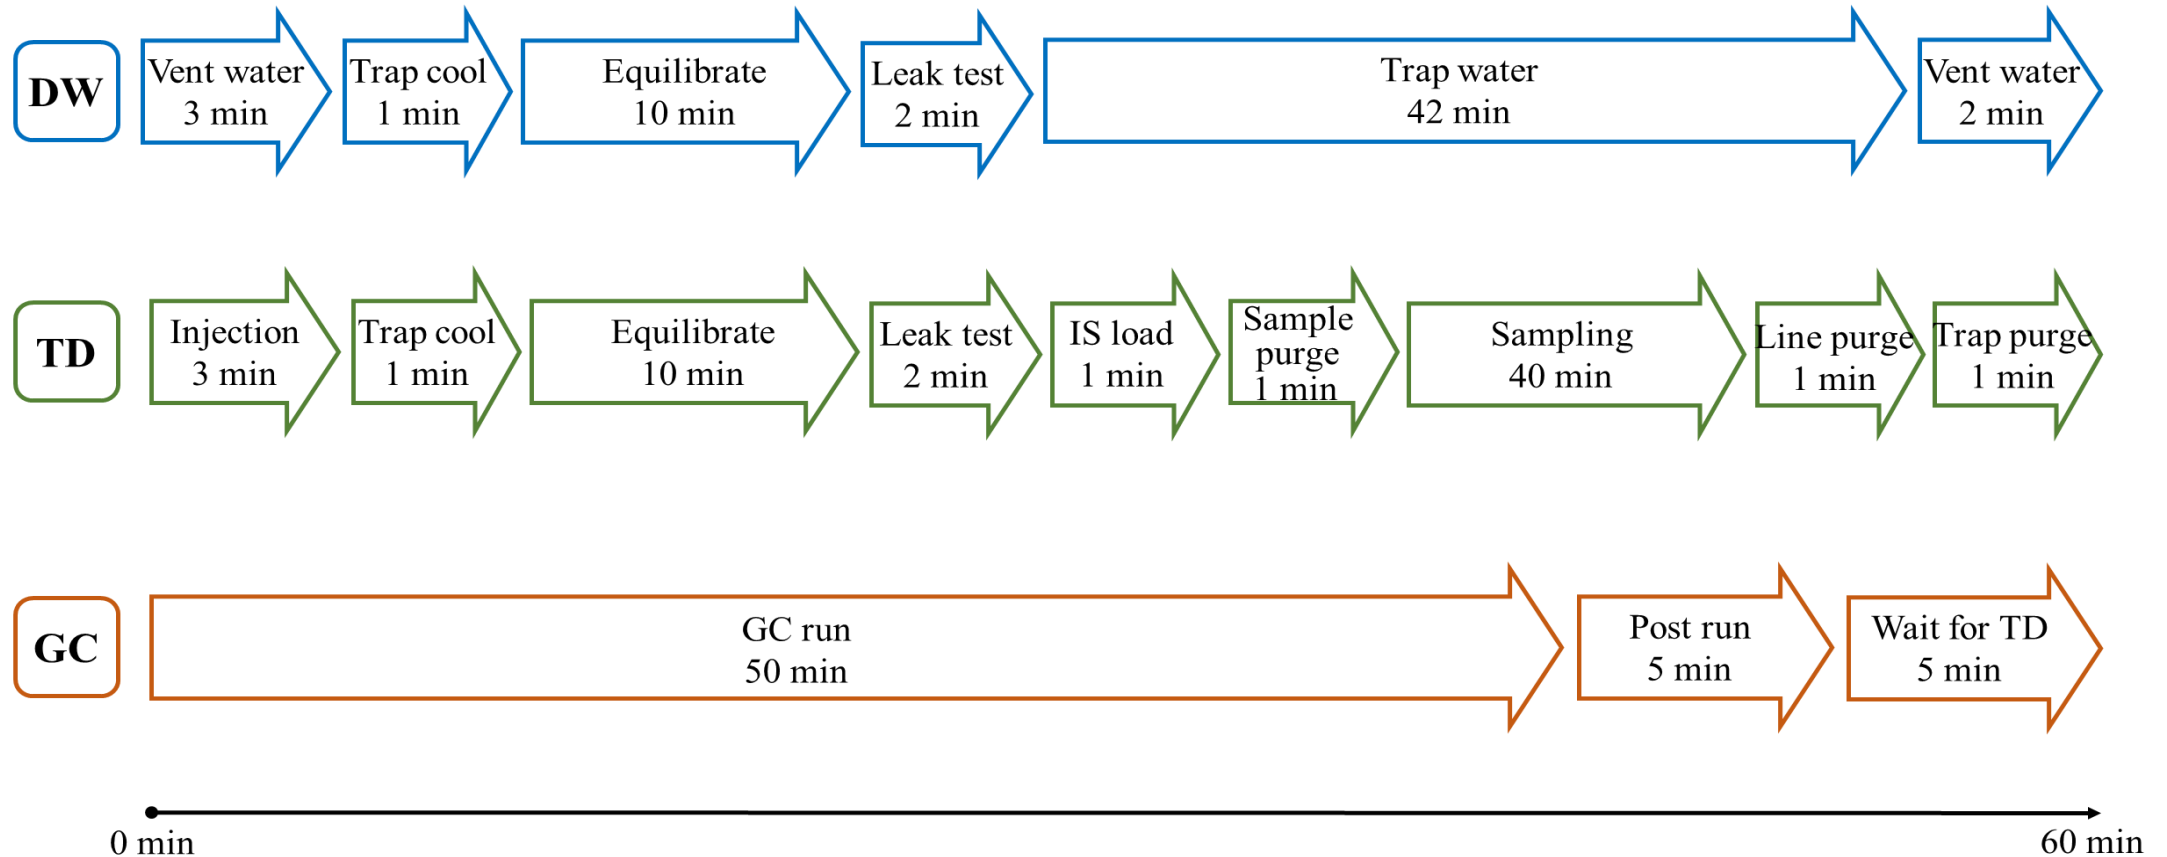 DW
Vent water
3 min
Trap cool
1 min
Equilibrate
10 min
Leak test
2 min
Trap water
42 min
Vent water
2 min
TD
Injection
3 min
Trap cool
1 min
Equilibrate
10 min
Leak test
2 min
IS load
1 min
Sample
purge
1 min
Sampling
40 min
Line purge
1 min
Trap purge
1 min
GC
GC run
50 min
Post run
5 min
Wait for TD
5 min
0 min
60 min